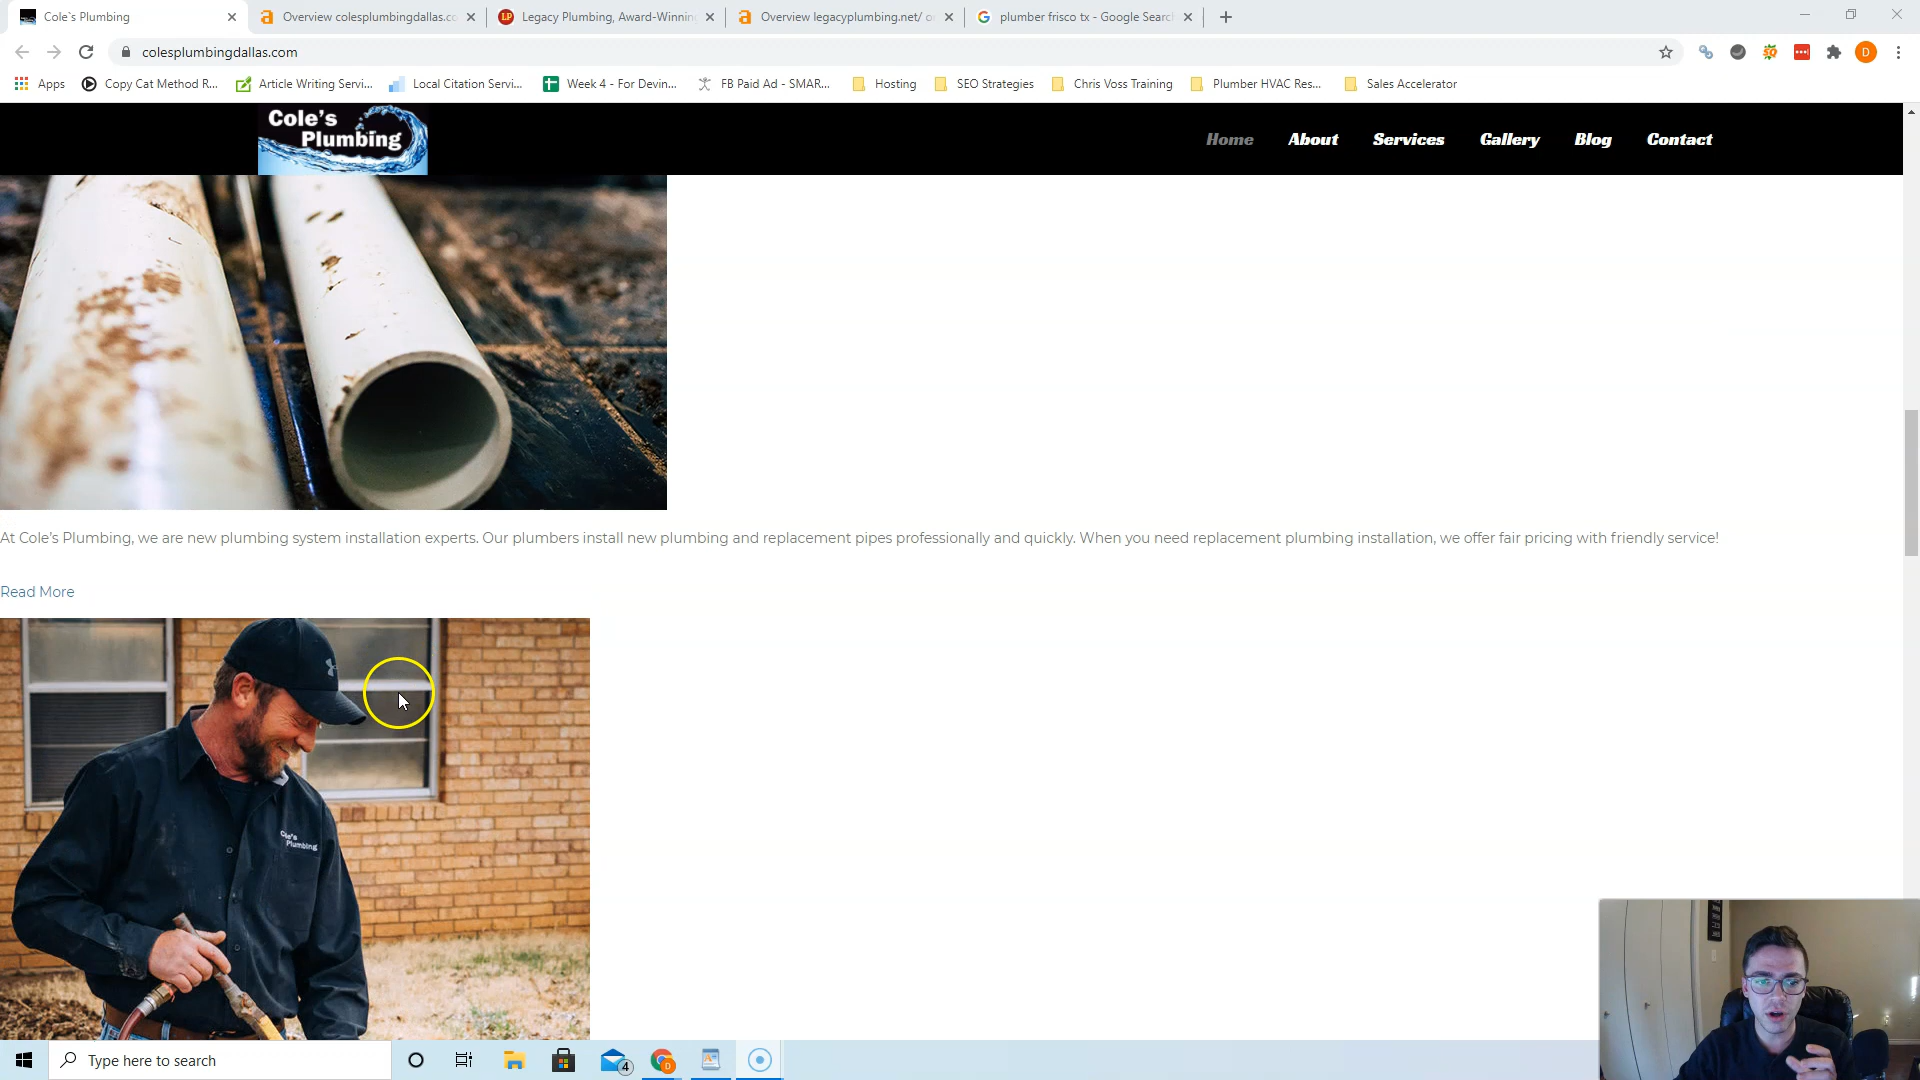 Cole's Plumbing
Overview colesplumbingdallas.co
Legacy Plumbing, Award-Winnin
Overview legacyplumbing.net/ o
plumber frisco tx - Google Searc
colesplumbingdallas.com
Apps
Copy Cat Method R...
Article Writing Servi...
Local Citation Servi...
Week 4 - For Devin...
FB Paid Ad - SMAR...
Hosting
SEO Strategies
Chris Voss Training
Plumber HVAC Res...
Sales Accelerator
D
Cole's
Plumbing
Home
About
Services
Gallery
Blog
Contact
At Cole's Plumbing, we are new plumbing system installation experts. Our plumbers install new plumbing and replacement pipes professionally and quickly. When you need replacement plumbing installation, we offer fair pricing with friendly service!
Read More
Cole's
Plumbing
Type here to search
4
D